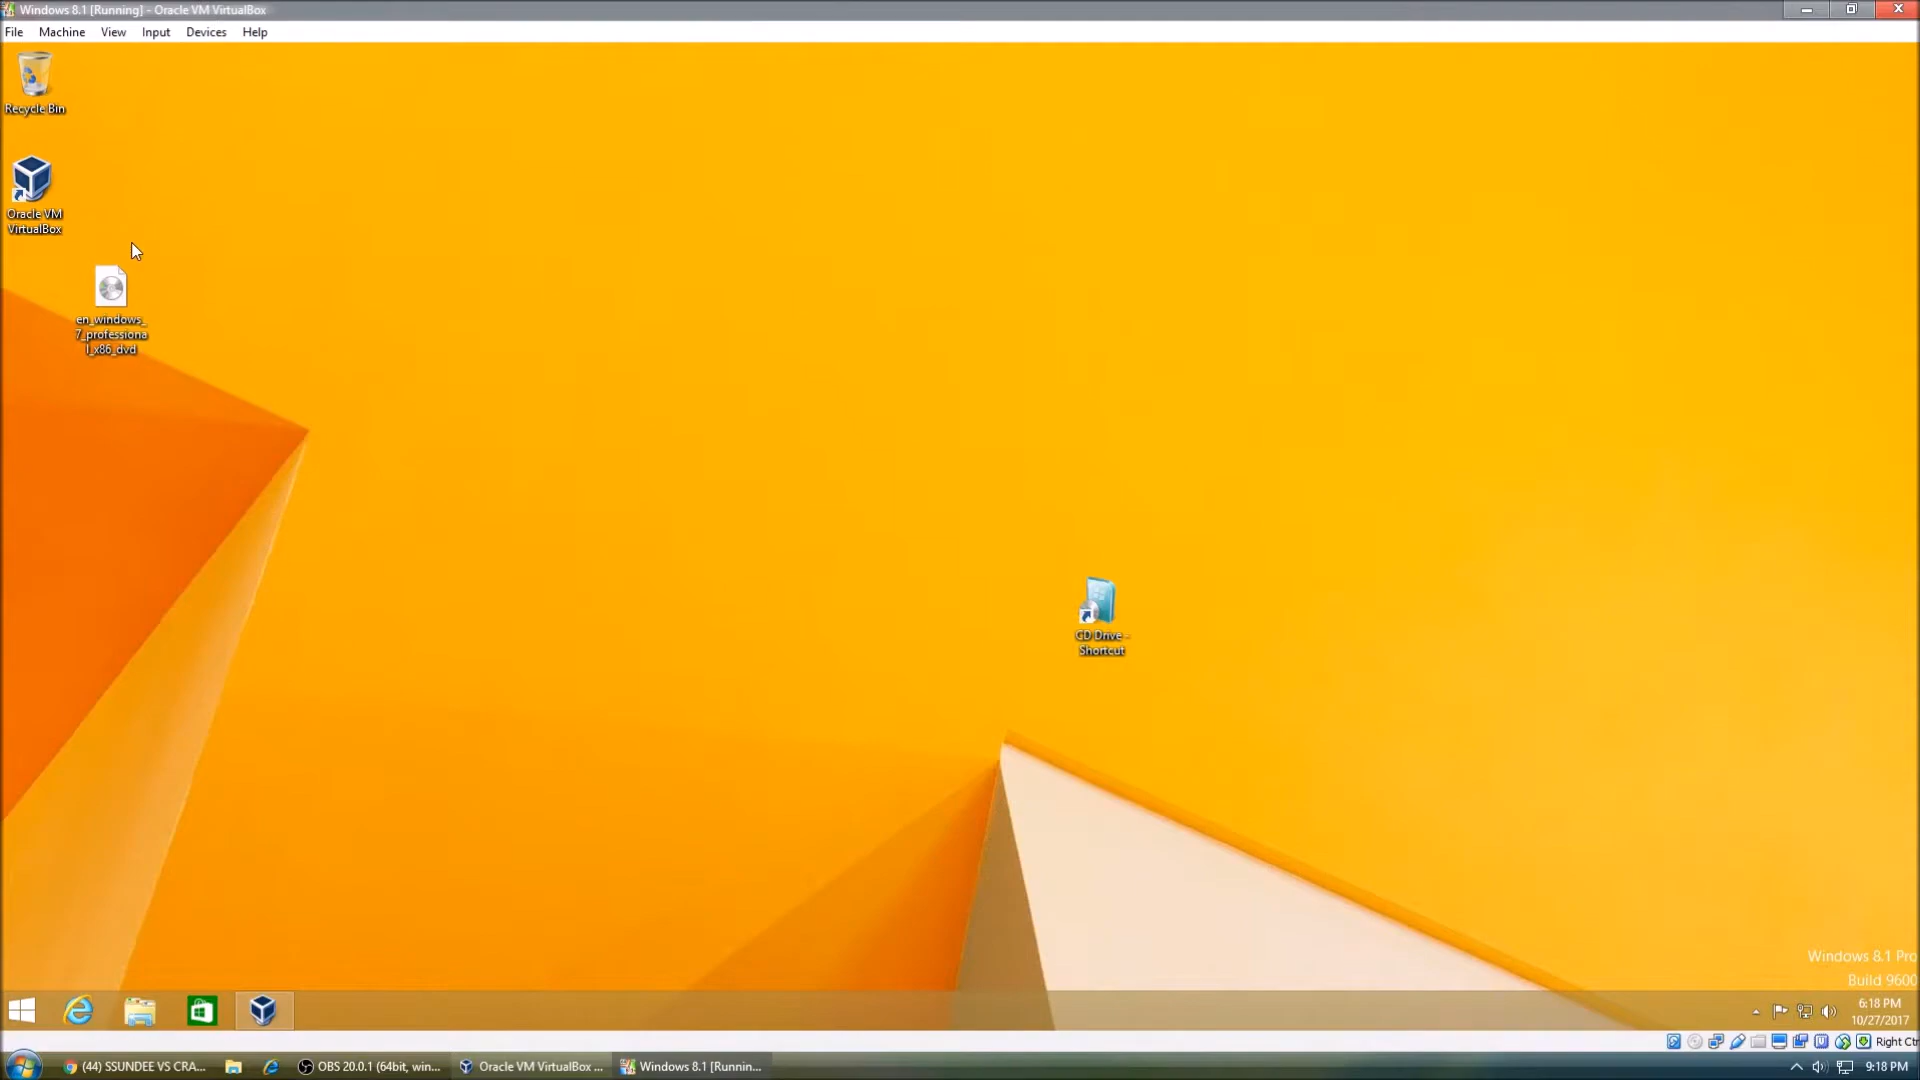 Windows 8.1 [Running] - Oracle VM VirtualBox
File Machine View Input Devices Help
Recycle Bin
Oracle VM
VirtualBox
en_windows_
7_professiona
l_x86_dvd
CD Drive -
Shortcut
Windows 8.1 Pro
Build 9600
6:18 PM
10/27/2017
Right Ctr
(44) SSUNDEE VS CRA...
OBS 20.0.1 (64bit, win...
Oracle VM VirtualBox ...
Windows 8.1 [Runnin...
9:18 PM